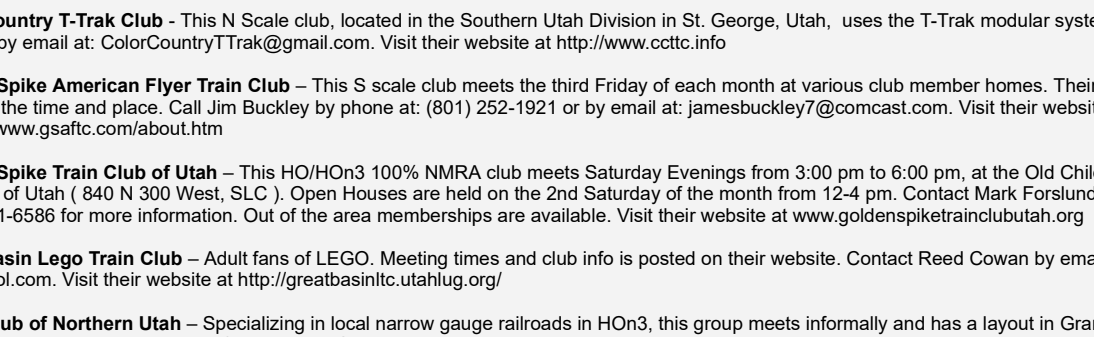 ountry T-Trak Club - This N Scale club, located in the Southern Utah Division in St. George, Utah,  uses the T-Trak modular syste
by email at: ColorCountryTTrak@gmail.com. Visit their website at http://www.ccttc.info
Spike American Flyer Train Club – This S scale club meets the third Friday of each month at various club member homes. Their
the time and place. Call Jim Buckley by phone at: (801) 252-1921 or by email at: jamesbuckley7@comcast.com. Visit their websit
www.gsaftc.com/about.htm
Spike Train Club of Utah – This HO/HOn3 100% NMRA club meets Saturday Evenings from 3:00 pm to 6:00 pm, at the Old Chil
of Utah ( 840 N 300 West, SLC ). Open Houses are held on the 2nd Saturday of the month from 12-4 pm. Contact Mark Forslund
1-6586 for more information. Out of the area memberships are available. Visit their website at www.goldenspiketrainclubutah.org
asin Lego Train Club – Adult fans of LEGO. Meeting times and club info is posted on their website. Contact Reed Cowan by ema
ol.com. Visit their website at http://greatbasinltc.utahlug.org/
ub of Northern Utah – Specializing in local narrow gauge railroads in HOn3, this group meets informally and has a layout in Gra